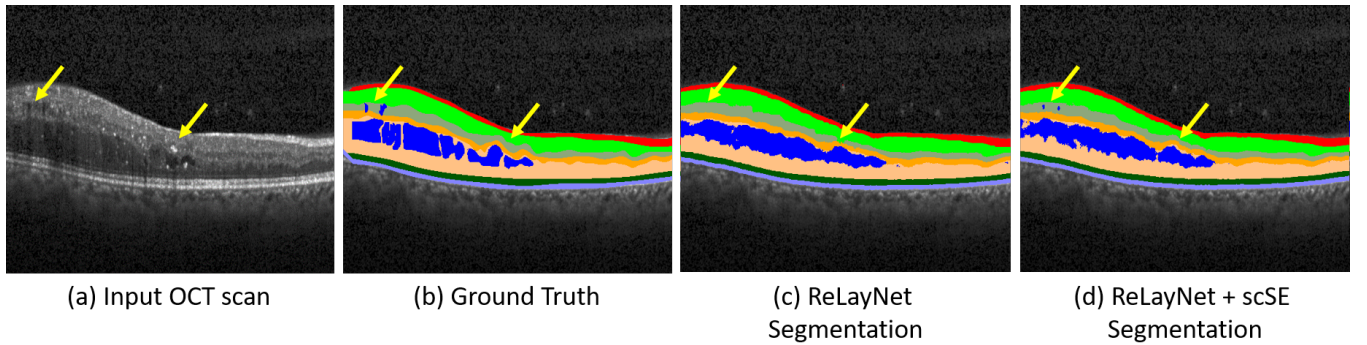 (a) Input OCT scan
(b) Ground Truth
(c) ReLayNet
Segmentation
(d) ReLayNet + scSE
Segmentation